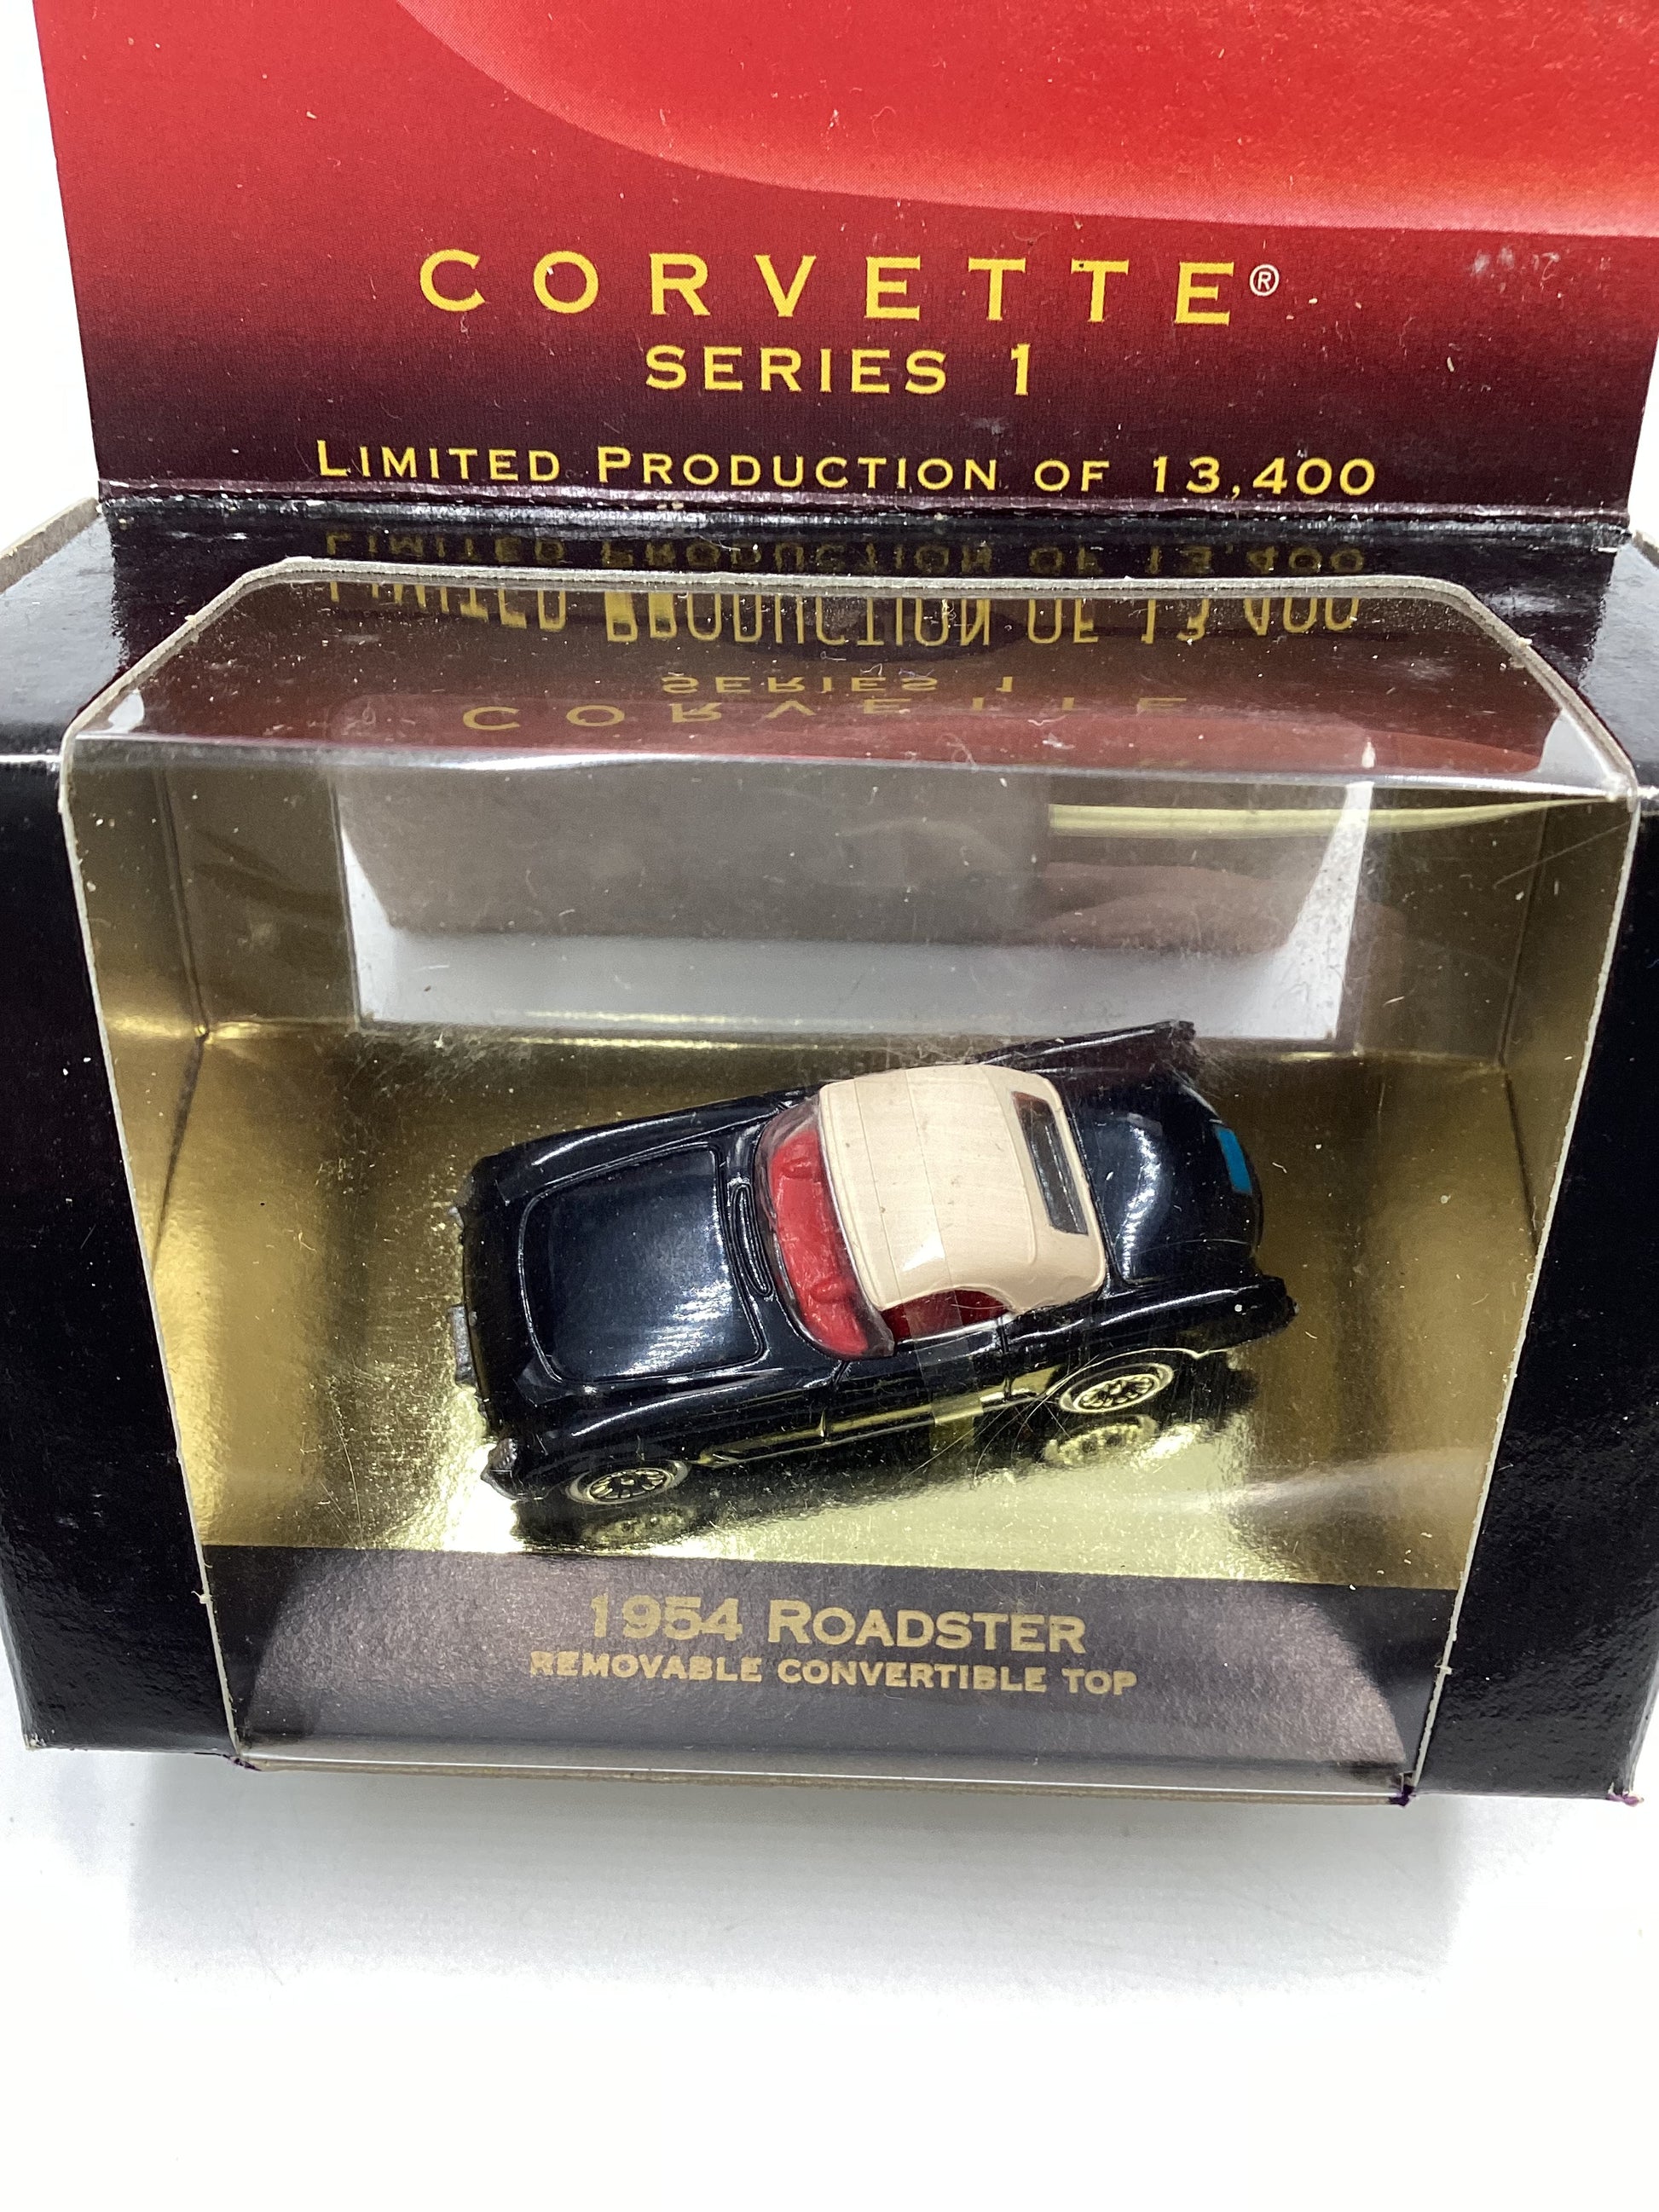 CORVETTE®
SERIES 1
LIMITED PRODUCTION OF 13,400
1954 ROADSTER
REMOVABLE CONVERTIBLE TOP